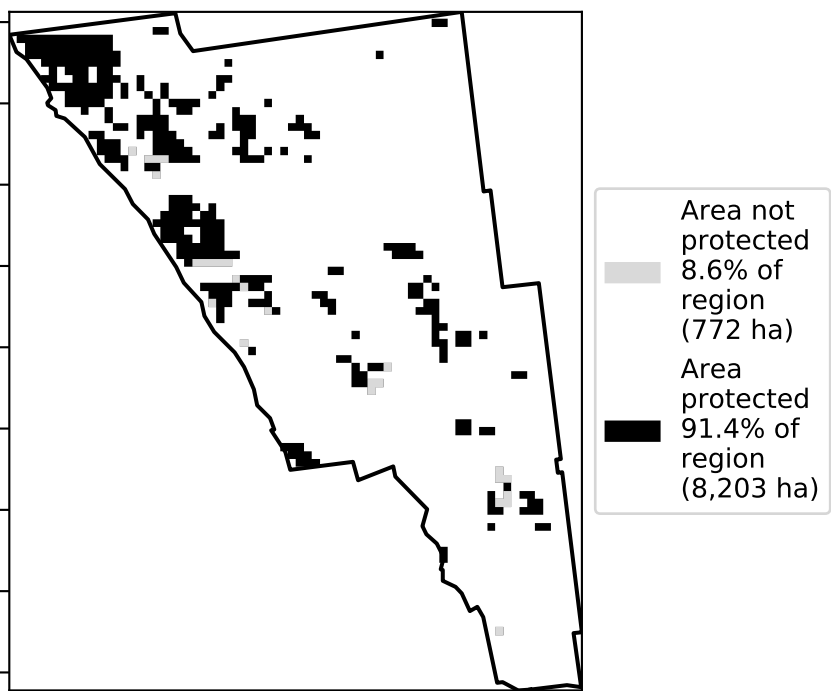 Area not
protected
8.6% of
region
(772 ha)
Area
protected
91.4% of
region
(8,203 ha)